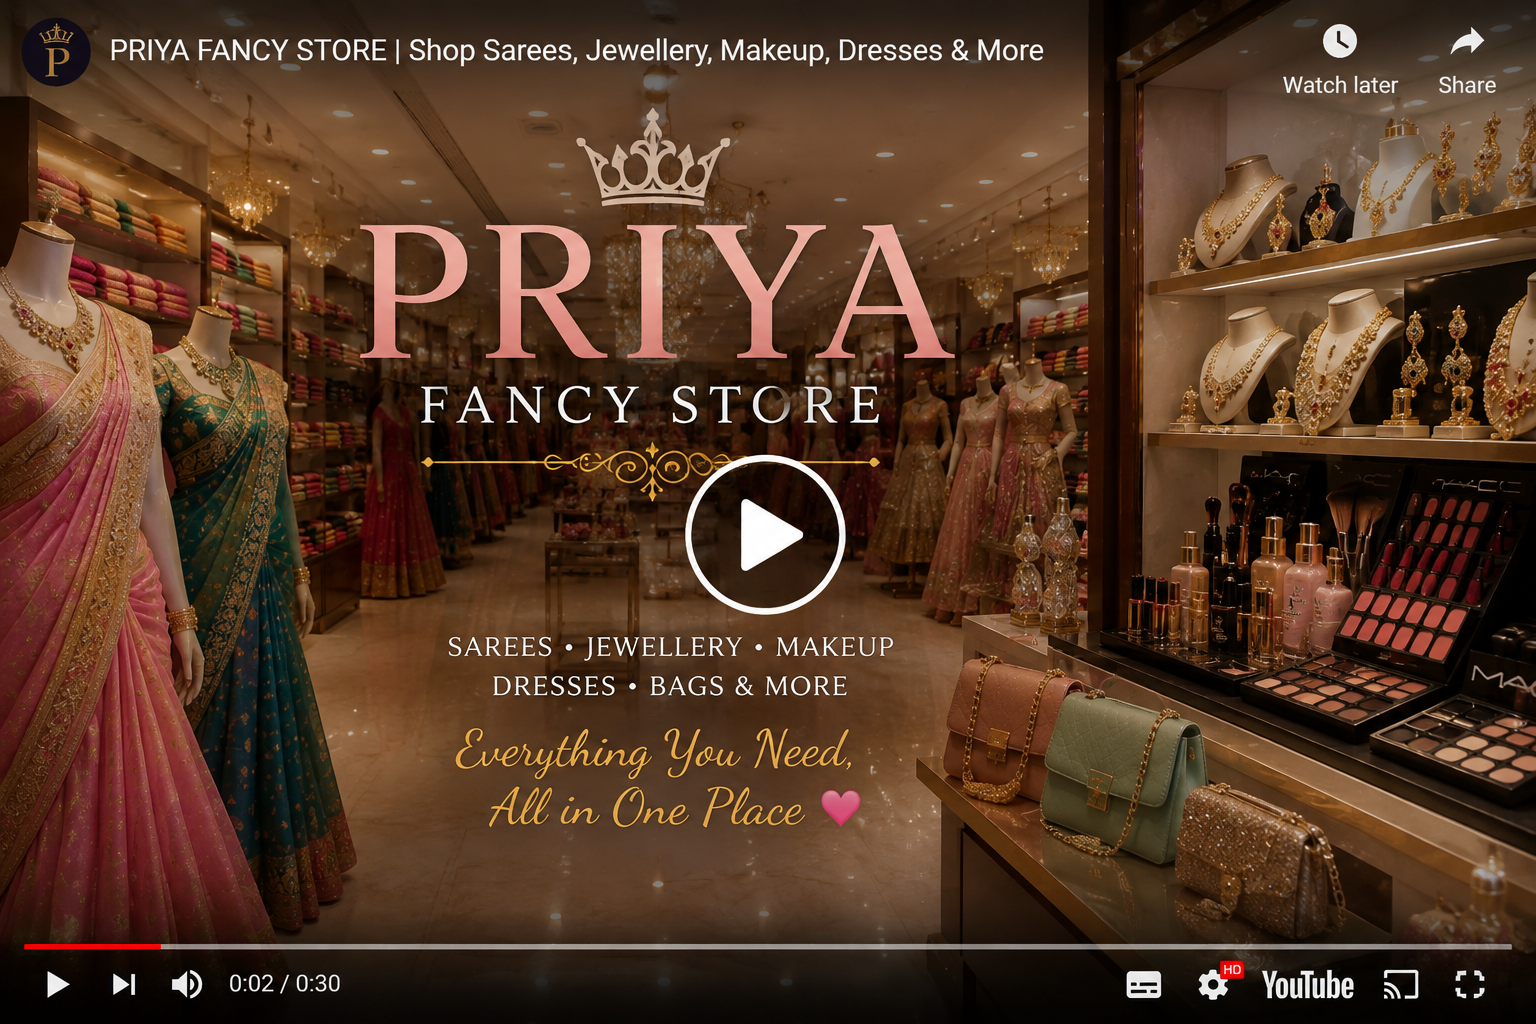 P
PRIYA FANCY STORE | Shop Sarees, Jewellery, Makeup, Dresses & More
Watch later
Share
PRIYA
FANCY STORE
SAREES • JEWELLERY • MAKEUP
DRESSES • BAGS & MORE
Everything You Need,
All in One Place 🩷
0:02 / 0:30
HD
YouTube